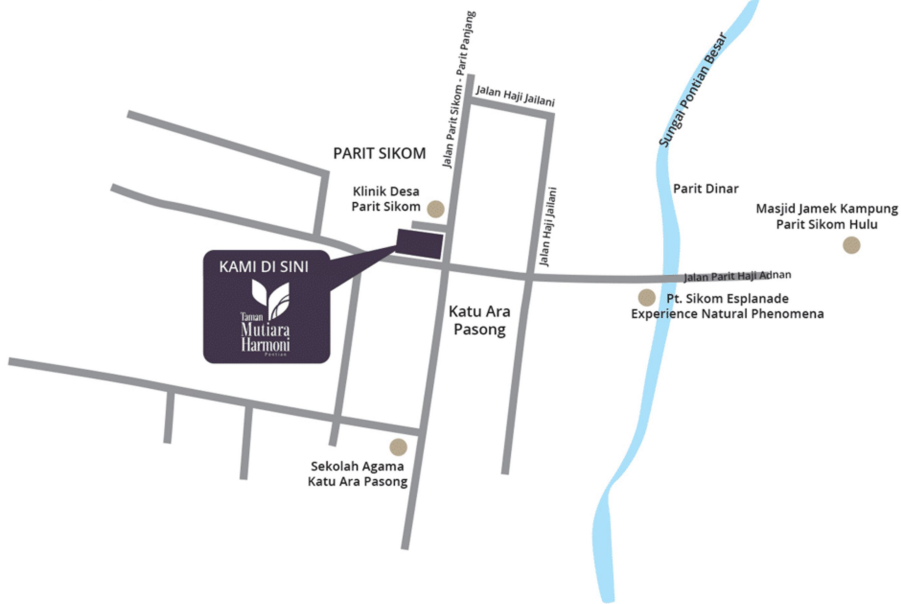 Jalan Parit Sikom - Parit Panjang
Jalan Haji Jailani
Sungai Pontian Besar
PARIT SIKOM
Klinik Desa
Parit Sikom
Jalan Haji Jailani
Parit Dinar
Masjid Jamek Kampung
Parit Sikom Hulu
KAMI DI SINI
Taman
Mutiara
Harmoni
Pontian
Jalan Parit Haji Adnan
Katu Ara
Pasong
Pt. Sikom Esplanade
Experience Natural Phenomena
Sekolah Agama
Katu Ara Pasong